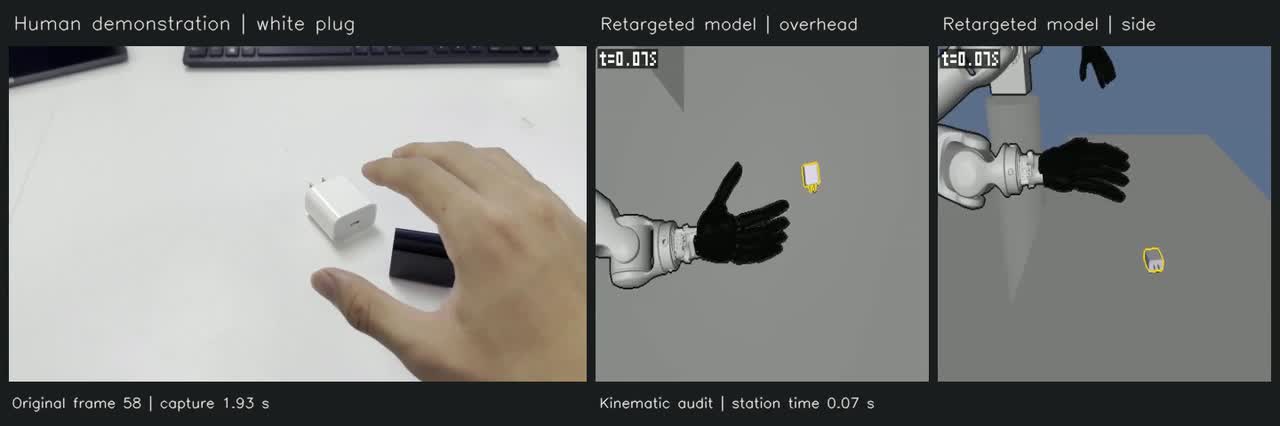 Human demonstration | white plug
Retargeted model | overhead
Retargeted model | side
t=0.07s
t=0.07s
Original frame 58 | capture 1.93 s
Kinematic audit | station time 0.07 s